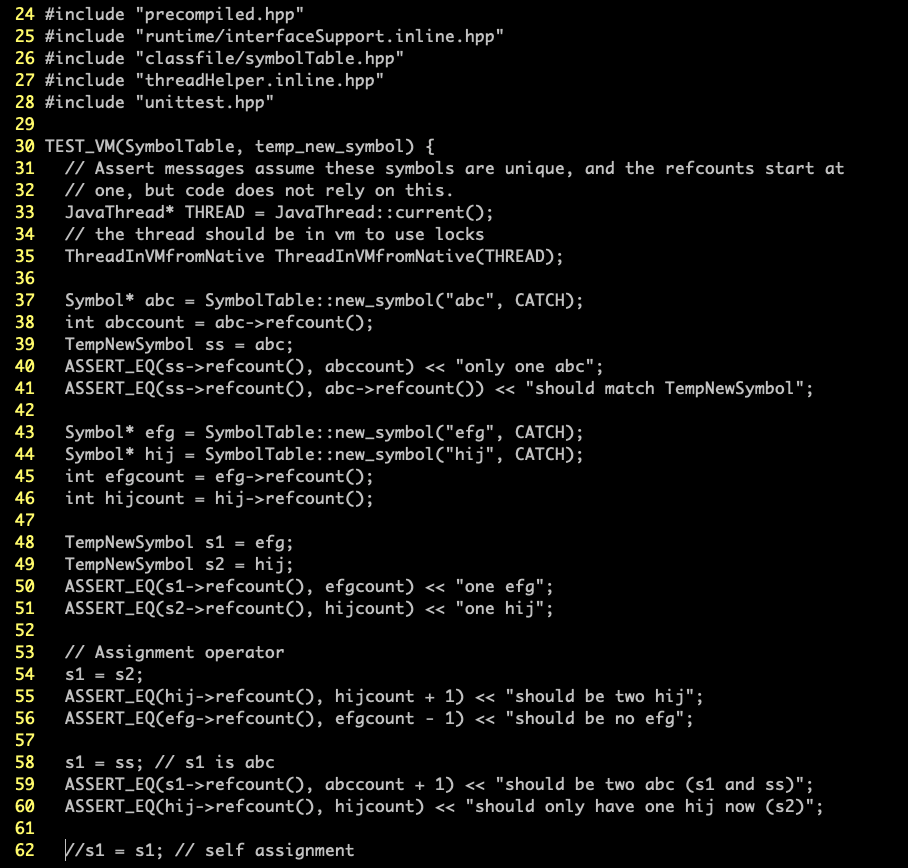 24 #include "precompiled.hpp"
25 #include "runtime/interfaceSupport.inline.hpp"
26 #include "classfile/symbolTable.hpp"
27 #include "threadHelper.inline.hpp"
28 #include "unittest.hpp"
29
30 TEST_VM(SymbolTable, temp_new_symbol) {
31   // Assert messages assume these symbols are unique, and the refcounts start at
32   // one, but code does not rely on this.
33   JavaThread* THREAD = JavaThread::current();
34   // the thread should be in vm to use locks
35   ThreadInVMfromNative ThreadInVMfromNative(THREAD);
36
37   Symbol* abc = SymbolTable::new_symbol("abc", CATCH);
38   int abccount = abc->refcount();
39   TempNewSymbol ss = abc;
40   ASSERT_EQ(ss->refcount(), abccount) << "only one abc";
41   ASSERT_EQ(ss->refcount(), abc->refcount()) << "should match TempNewSymbol";
42
43   Symbol* efg = SymbolTable::new_symbol("efg", CATCH);
44   Symbol* hij = SymbolTable::new_symbol("hij", CATCH);
45   int efgcount = efg->refcount();
46   int hijcount = hij->refcount();
47
48   TempNewSymbol s1 = efg;
49   TempNewSymbol s2 = hij;
50   ASSERT_EQ(s1->refcount(), efgcount) << "one efg";
51   ASSERT_EQ(s2->refcount(), hijcount) << "one hij";
52
53   // Assignment operator
54   s1 = s2;
55   ASSERT_EQ(hij->refcount(), hijcount + 1) << "should be two hij";
56   ASSERT_EQ(efg->refcount(), efgcount - 1) << "should be no efg";
57
58   s1 = ss; // s1 is abc
59   ASSERT_EQ(s1->refcount(), abccount + 1) << "should be two abc (s1 and ss)";
60   ASSERT_EQ(hij->refcount(), hijcount) << "should only have one hij now (s2)";
61
62   //s1 = s1; // self assignment